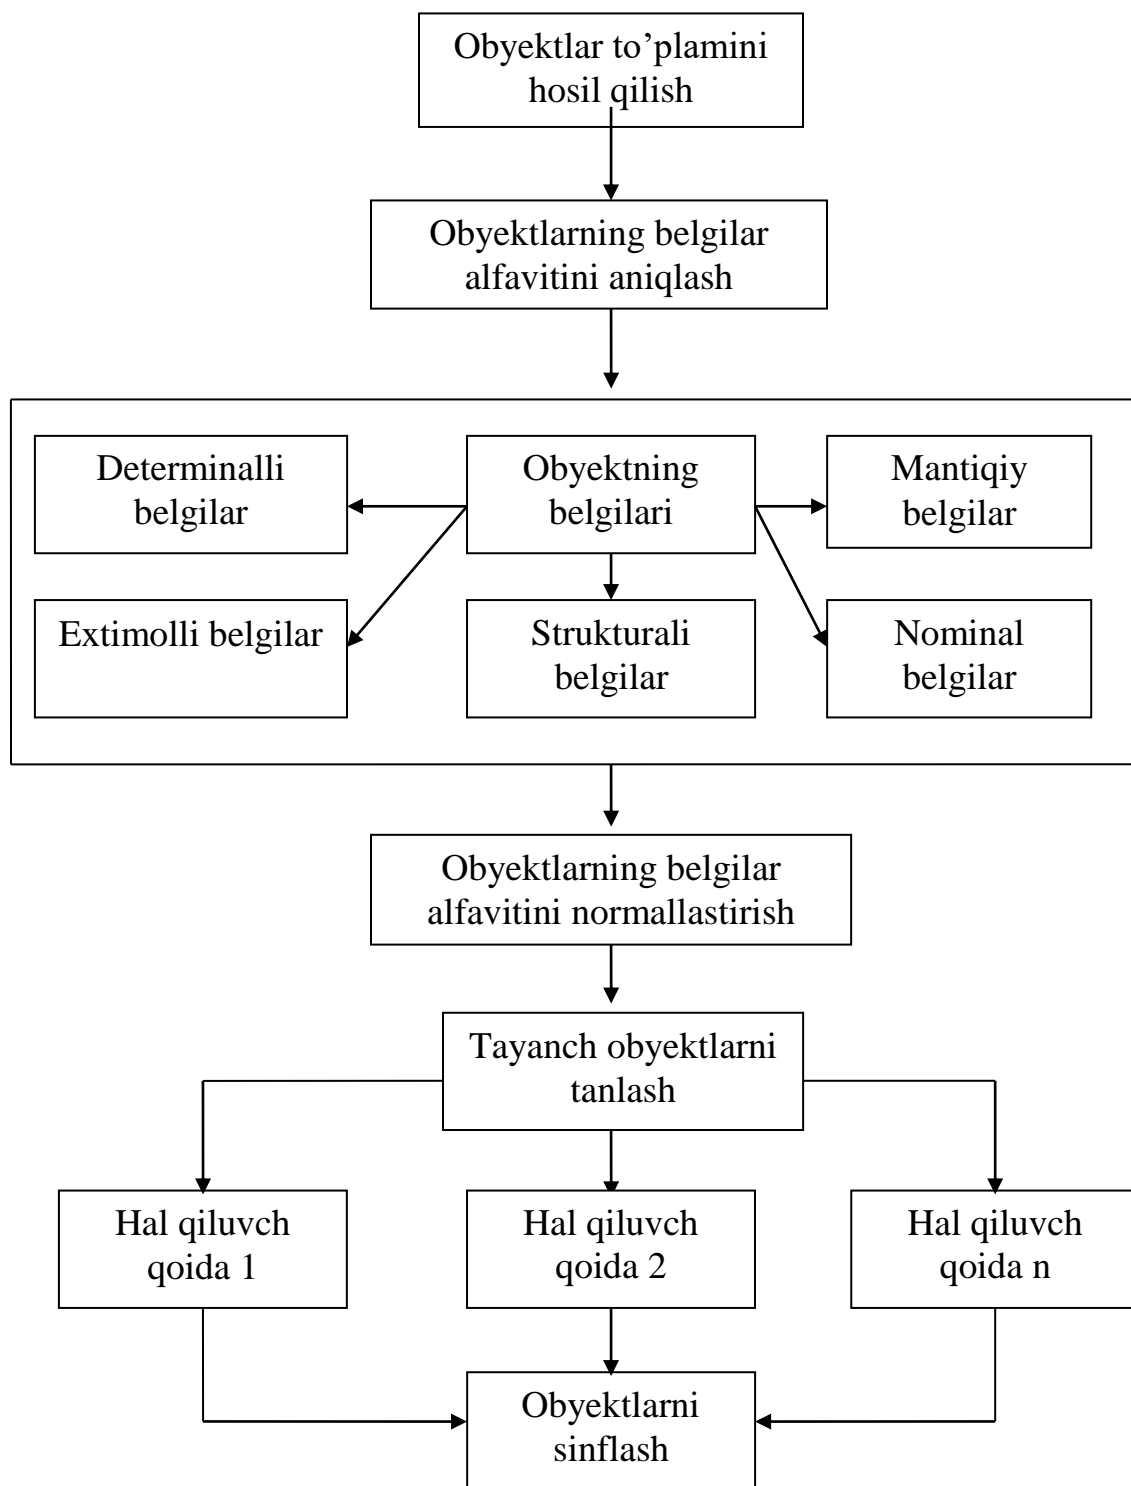 Obyektlar to’plamini
hosil qilish
Obyektlarning belgilar
alfavitini aniqlash
Determinalli
belgilar
Obyektning
belgilari
Mantiqiy
belgilar
Extimolli belgilar
Strukturali
belgilar
Nominal
belgilar
Obyektlarning belgilar
alfavitini normallastirish
Tayanch obyektlarni
tanlash
Hal qiluvch
qoida 1
Hal qiluvch
qoida 2
Hal qiluvch
qoida n
Obyektlarni
sinflash